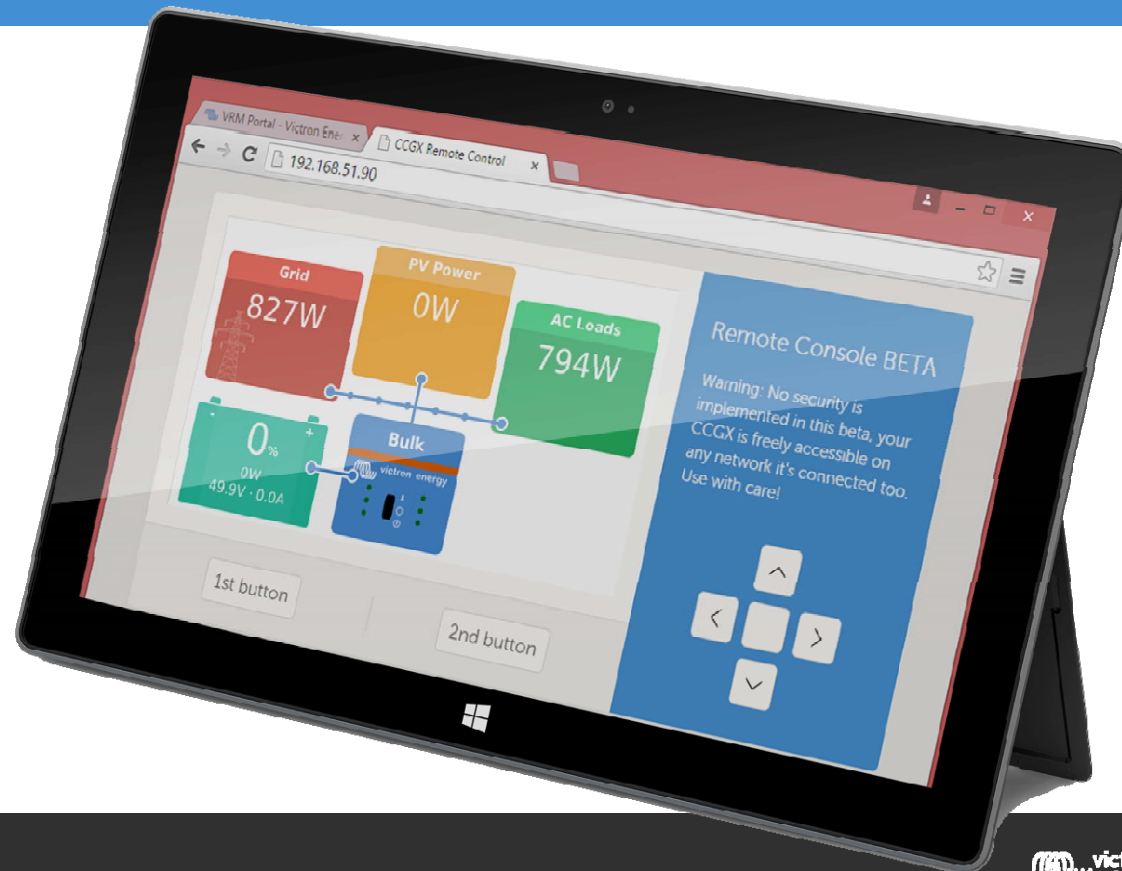 VRM Portal - Victron Ener
CCGX Remote Control
192.168.51.90
Grid
827W
PV Power
0W
AC Loads
794W
0%
0W
49.9V · 0.0A
Bulk
victron energy
1st button
2nd button
Remote Console BETA
Warning: No security is
implemented in this beta, your
CCGX is freely accessible on
any network it's connected too.
Use with care!
vict